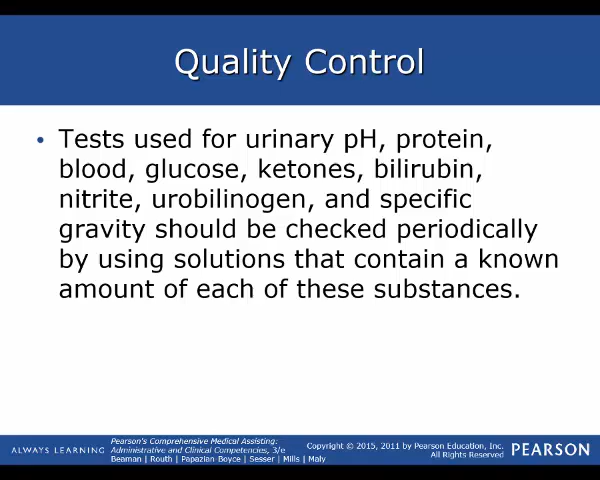 Quality Control
• Tests used for urinary pH, protein,
blood, glucose, ketones, bilirubin,
nitrite, urobilinogen, and specific
gravity should be checked periodically
by using solutions that contain a known
amount of each of these substances.
ALWAYS LEARNING
Pearson's Comprehensive Medical Assisting:
Administrative and Clinical Competencies, 3/e
Beaman | Routh | Papazian Boyce | Sesser | Mills | Maly
Copyright © 2015, 2011 by Pearson Education, Inc.
All Rights Reserved
PEARSON